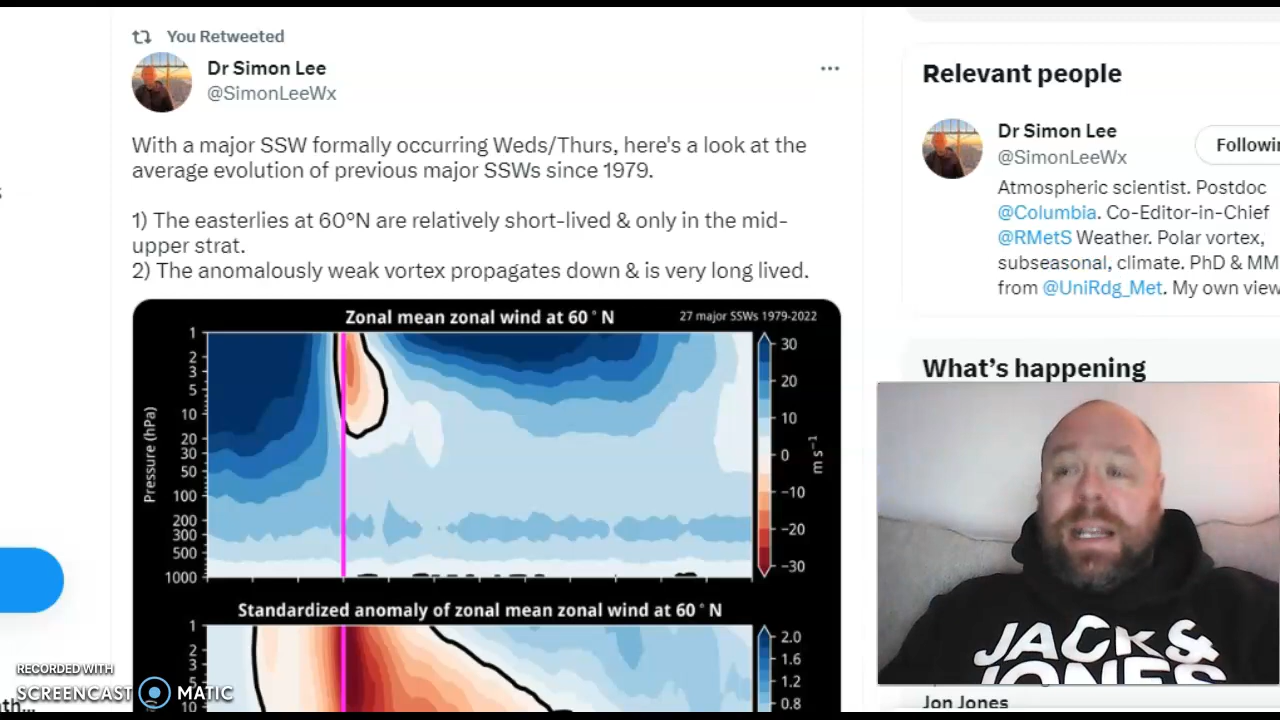 You Retweeted
Dr Simon Lee
@SimonLeeWx
With a major SSW formally occurring Weds/Thurs, here's a look at the
average evolution of previous major SSWs since 1979.
1) The easterlies at 60°N are relatively short-lived & only in the mid-
upper strat.
2) The anomalously weak vortex propagates down & is very long lived.
Zonal mean zonal wind at 60°N
27 major SSWs 1979-2022
Pressure (hPa)
1
2
3
5
10
20
30
50
100
200
300
500
1000
30
20
10
0
−10
−20
−30
m s⁻¹
Standardized anomaly of zonal mean zonal wind at 60°N
1
2
3
5
10
2.0
1.6
1.2
0.8
Relevant people
Dr Simon Lee
@SimonLeeWx
Followin
Atmospheric scientist. Postdoc
@Columbia. Co-Editor-in-Chief
@RMetS Weather. Polar vortex,
subseasonal, climate. PhD & MM
from @UniRdg_Met. My own view
What's happening
JACK&
JONES
Jon Jones
RECORDED WITH
SCREENCAST MATIC